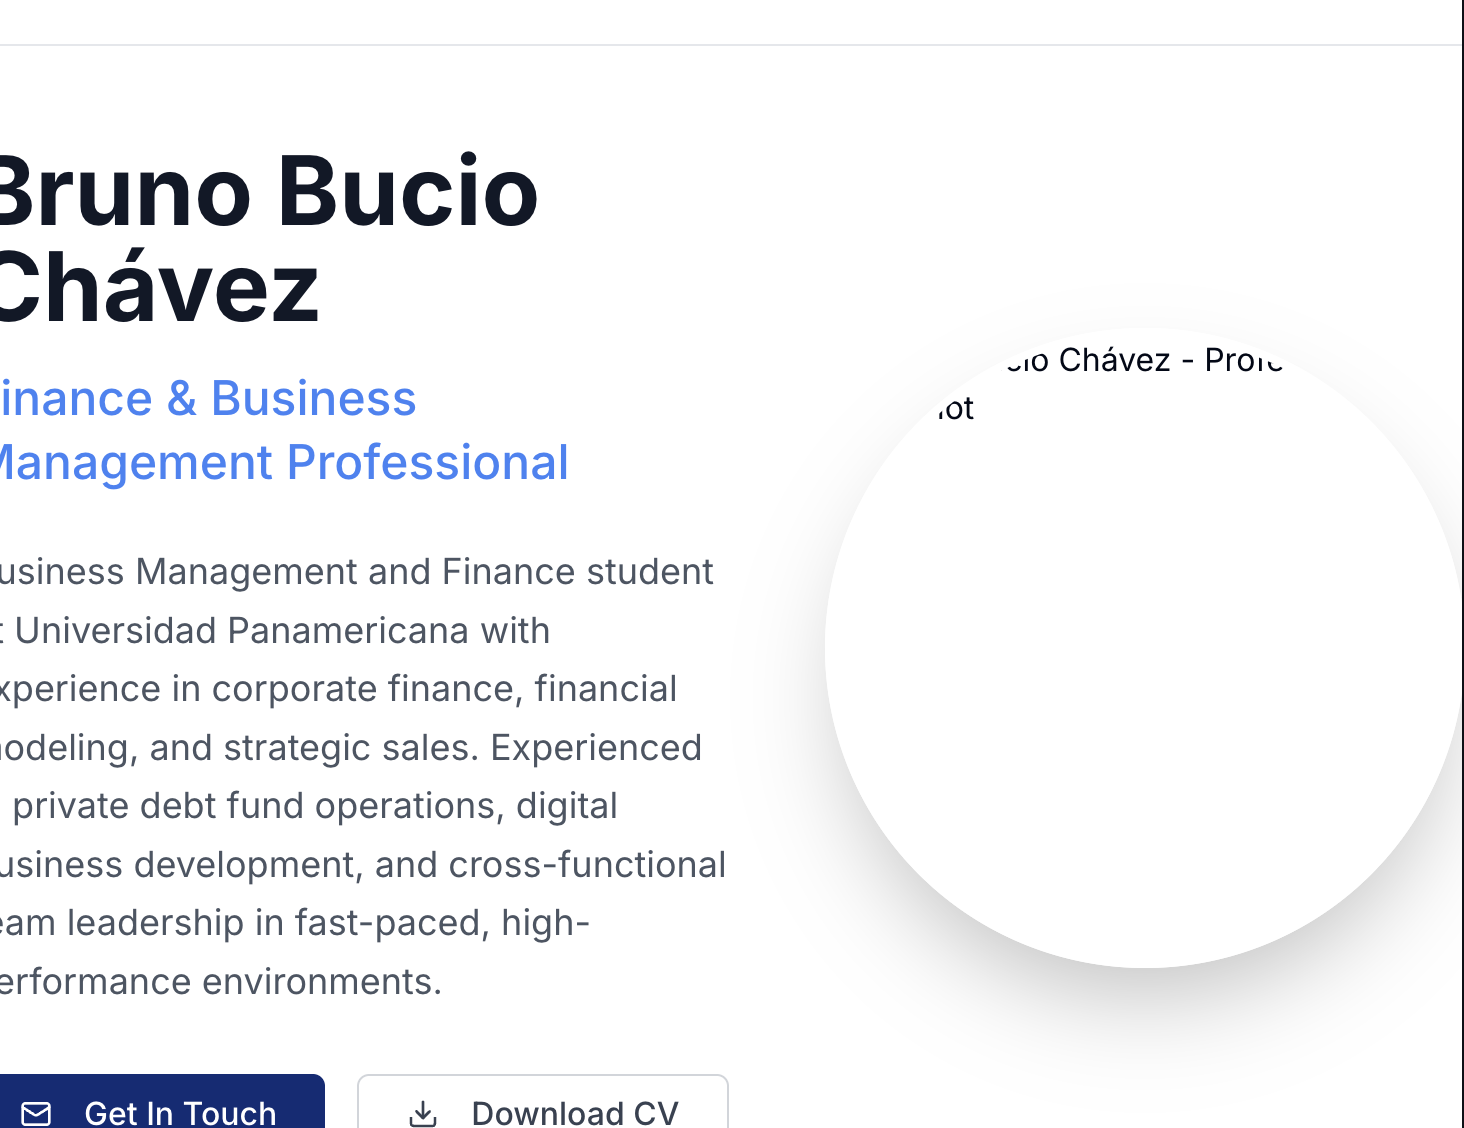 Bruno Bucio
Chávez
inance & Business
Management Professional
usiness Management and Finance student
t Universidad Panamericana with
xperience in corporate finance, financial
odeling, and strategic sales. Experienced
private debt fund operations, digital
usiness development, and cross-functional
eam leadership in fast-paced, high-
erformance environments.
Get In Touch
Download CV
cio Chávez - Profe
ot